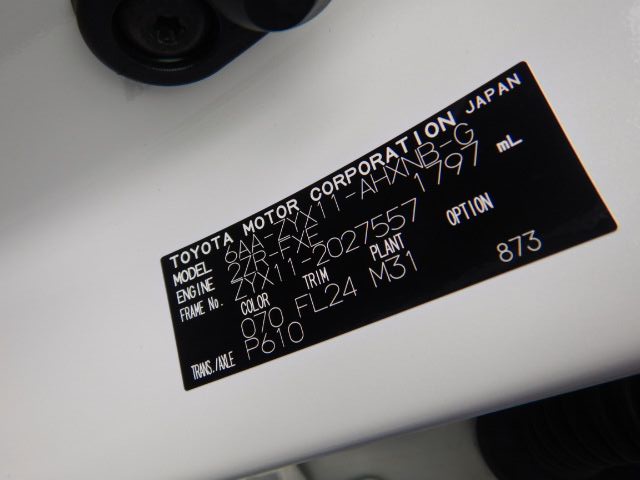 TOYOTA MOTOR CORPORATION JAPAN
MODEL 6AA-ZYX11-AHXNB-G
ENGINE 2ZR-FXE 1797 mL
FRAME No. ZYX11-2027557
COLOR TRIM PLANT OPTION
070 FL24 M31
TRANS./AXLE P610 873